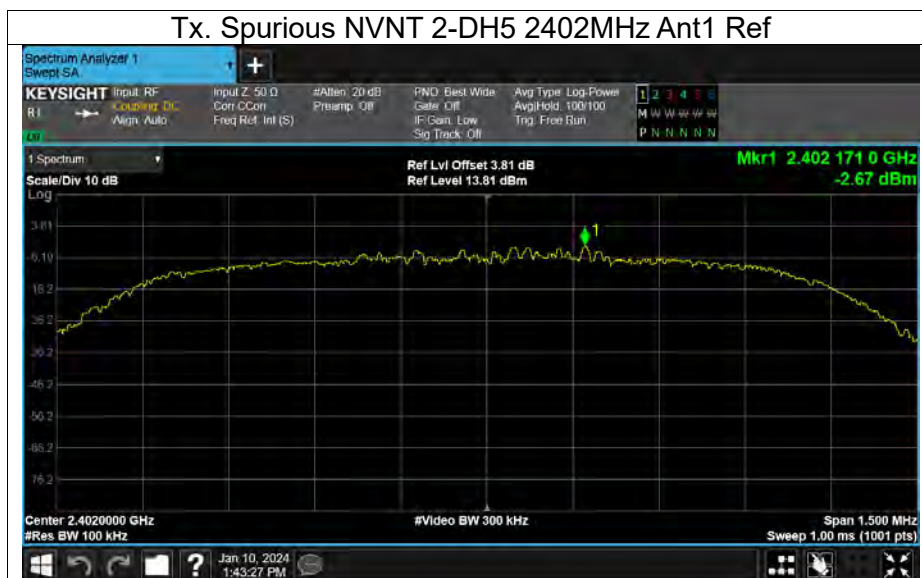 Tx. Spurious NVNT 2-DH5 2402MHz Ant1 Ref
Spectrum Analyzer 1
Swept SA
+
KEYSIGHT Input: RF Input Z: 50 Ω #Atten: 20 dB PNO: Best Wide Avg Type: Log-Power 1 2 3 4 5 6
Coupling: DC Corr CCorr Preamp: Off Gate: Off Avg|Hold: 100/100 M W W W W W
Align: Auto Freq Ref: Int (S) IF Gain: Low Trig: Free Run
Sig Track: Off P N N N N N
1 Spectrum Ref Lvl Offset 3.81 dB Mkr1 2.402 171 0 GHz
Scale/Div 10 dB Ref Level 13.81 dBm -2.67 dBm
Log
3.81
1
-6.19
-16.2
-26.2
-36.2
-46.2
-56.2
-66.2
-76.2
Center 2.4020000 GHz #Video BW 300 kHz Span 1.500 MHz
#Res BW 100 kHz Sweep 1.00 ms (1001 pts)
? Jan 10, 2024
1:43:27 PM